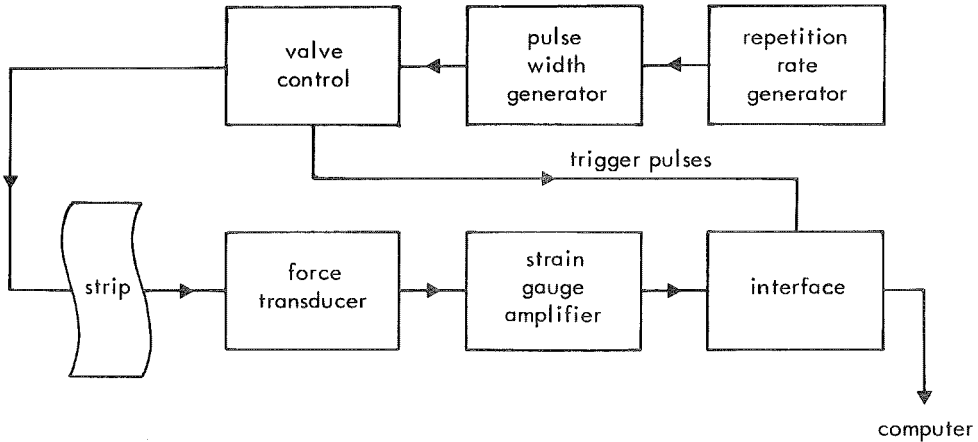 valve
control
pulse
width
generator
repetition
rate
generator
trigger pulses
strip
force
transducer
strain
gauge
amplifier
interface
computer